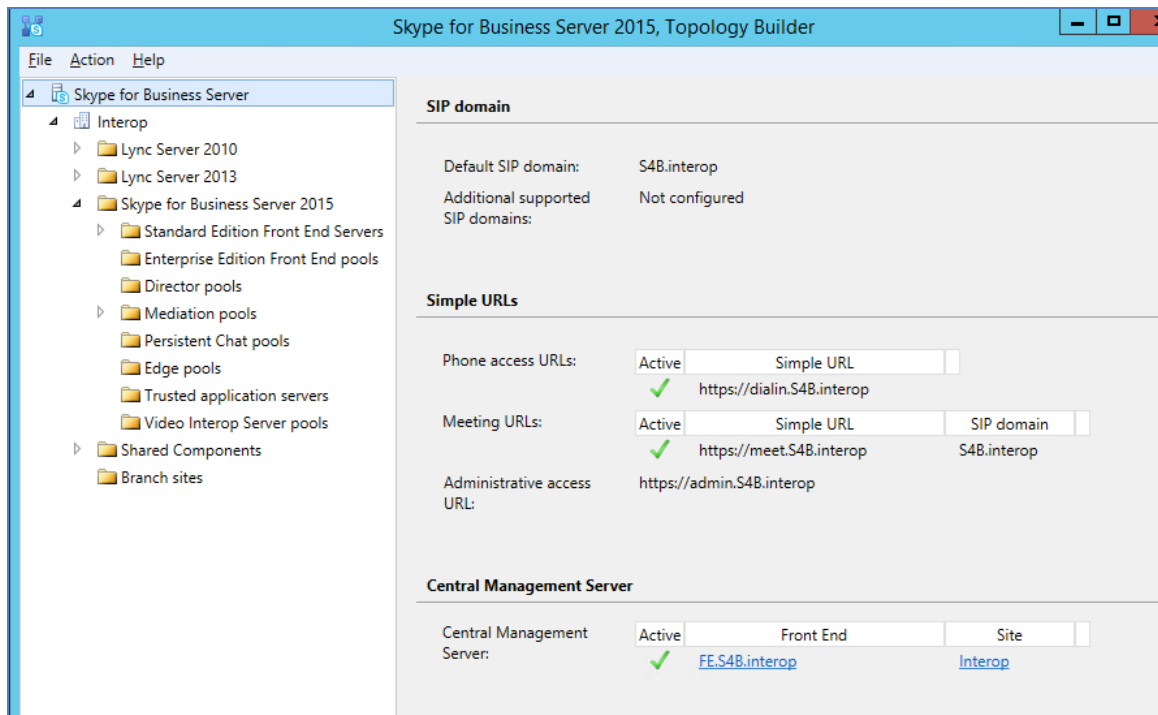 Skype for Business Server 2015, Topology Builder
File Action Help
Skype for Business Server
Interop
Lync Server 2010
Lync Server 2013
Skype for Business Server 2015
Standard Edition Front End Servers
Enterprise Edition Front End pools
Director pools
Mediation pools
Persistent Chat pools
Edge pools
Trusted application servers
Video Interop Server pools
Shared Components
Branch sites
SIP domain
Default SIP domain: S4B.interop
Additional supported Not configured
SIP domains:
Simple URLs
Phone access URLs: Active Simple URL
https://dialin.S4B.interop
Meeting URLs: Active Simple URL SIP domain
https://meet.S4B.interop S4B.interop
Administrative access https://admin.S4B.interop
URL:
Central Management Server
Central Management Active Front End Site
Server: FE.S4B.interop Interop